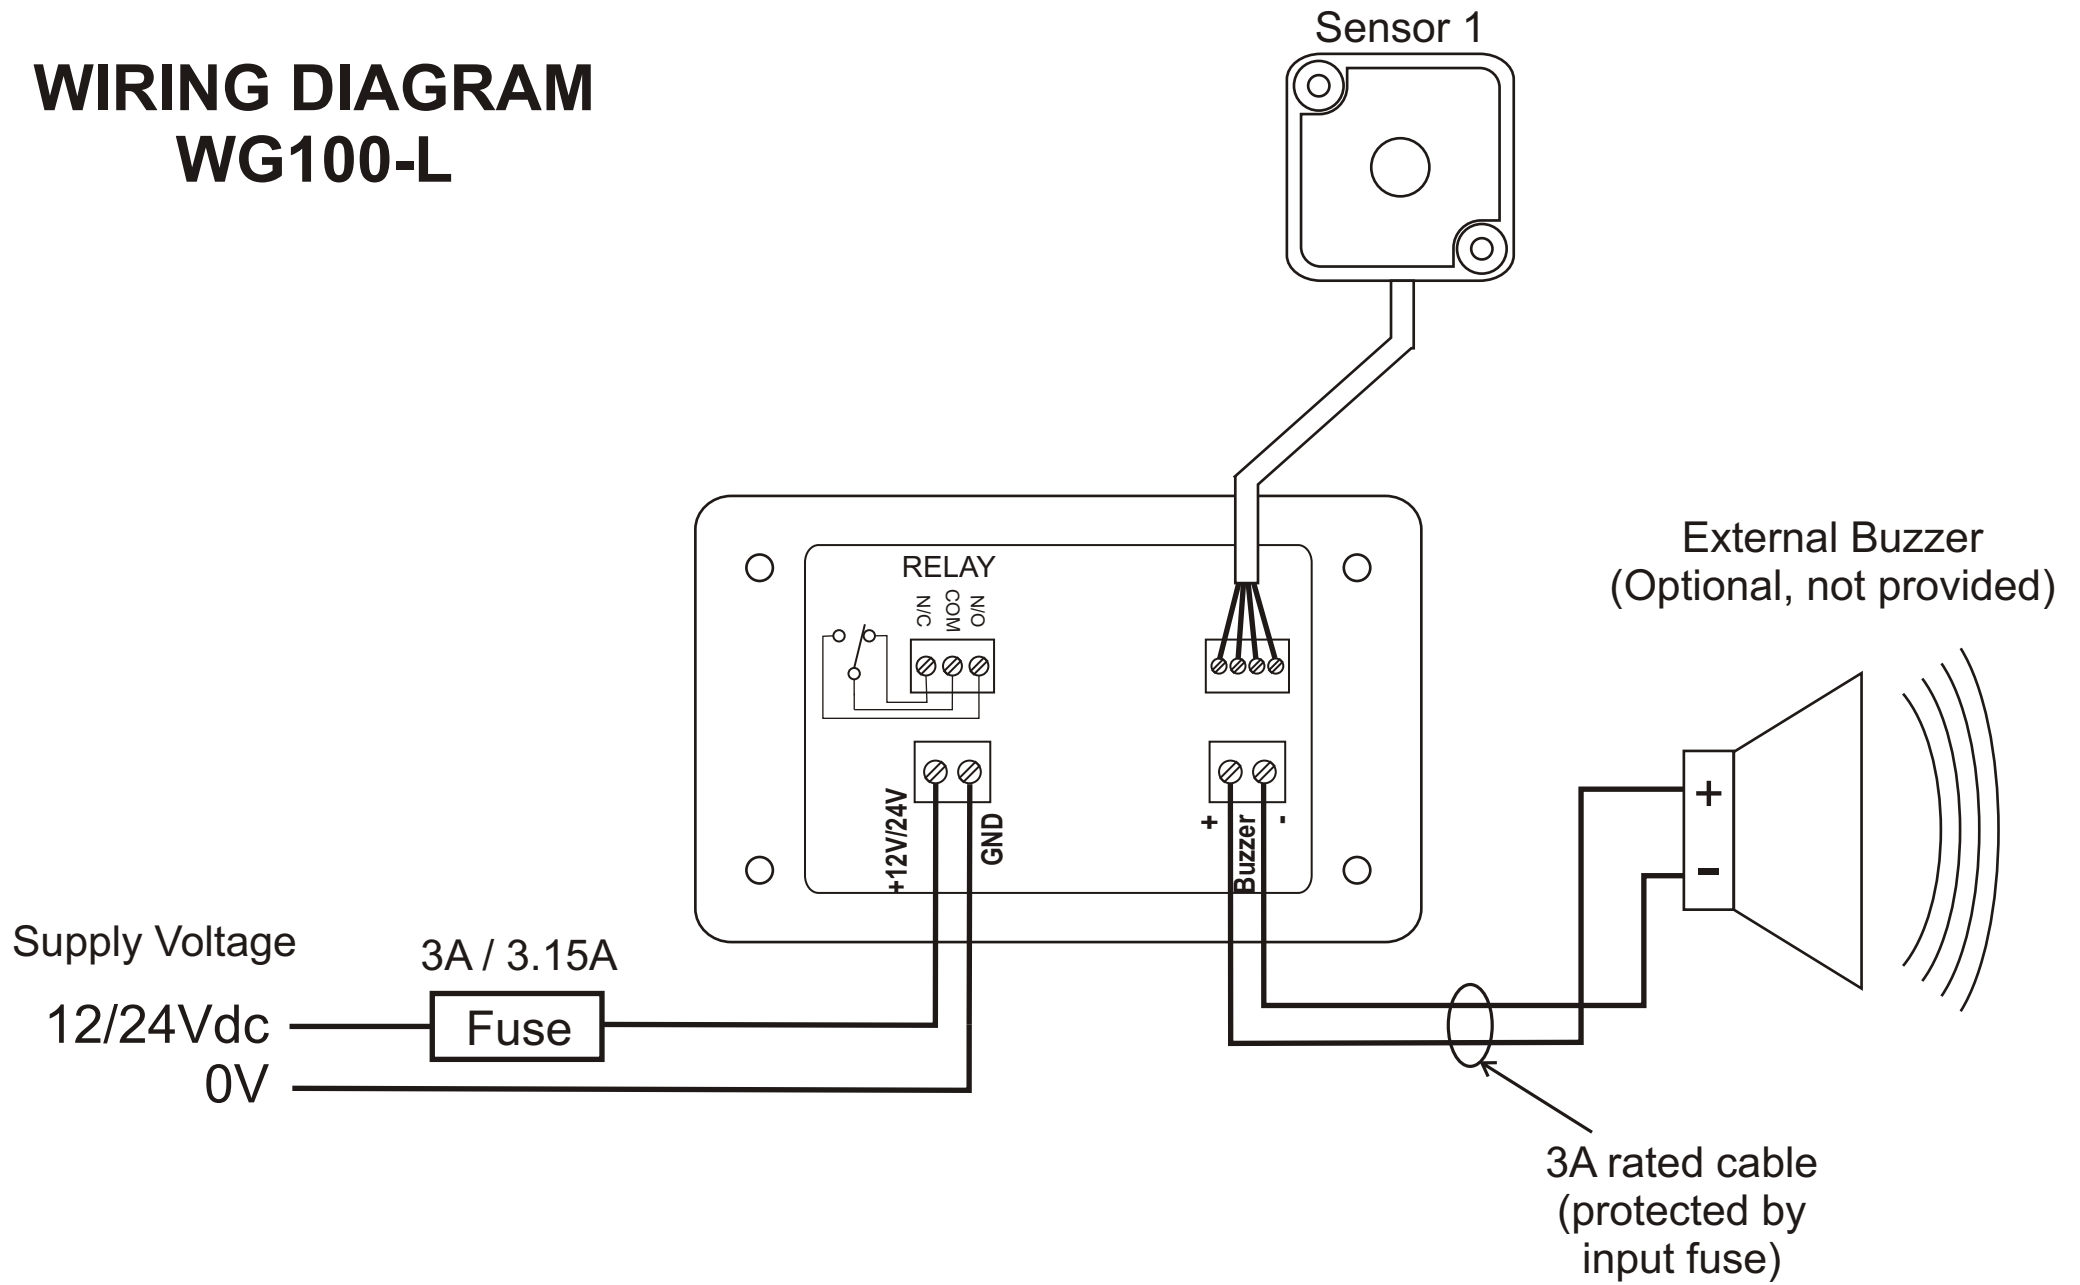 WIRING DIAGRAM
WG100-L
Sensor 1
RELAY
N/C
COM
N/O
+12V/24V
GND
+
Buzzer
-
External Buzzer
(Optional, not provided)
+
-
Supply Voltage
12/24Vdc
0V
3A / 3.15A
Fuse
3A rated cable
(protected by
input fuse)